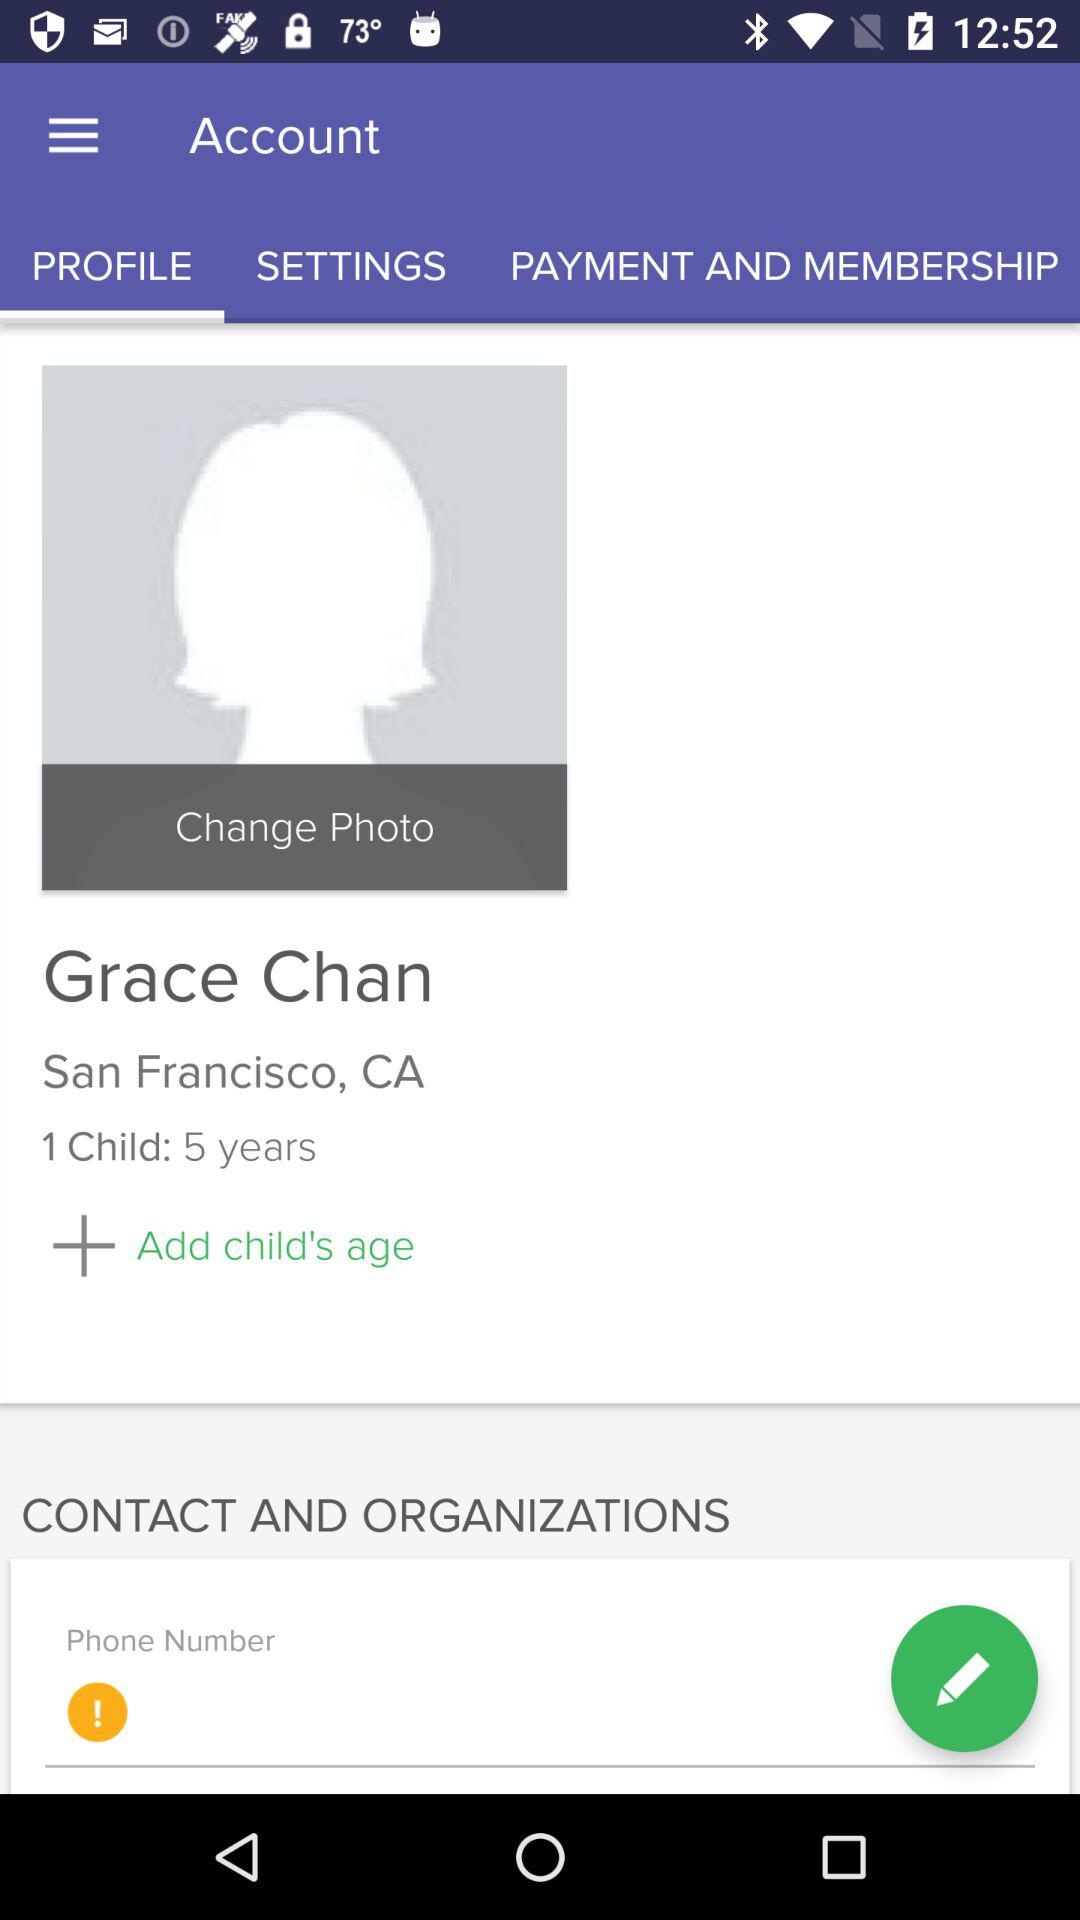 FAKE 73° 12:52
Account
PROFILE SETTINGS PAYMENT AND MEMBERSHIP
Change Photo
Grace Chan
San Francisco, CA
1 Child: 5 years
Add child's age
CONTACT AND ORGANIZATIONS
Phone Number